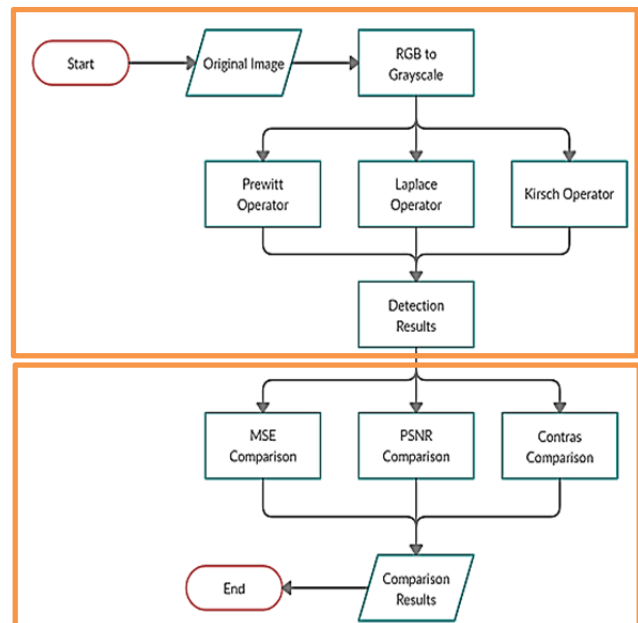 Start
Original Image
RGB to
Grayscale
Prewitt
Operator
Laplace
Operator
Kirsch Operator
Detection
Results
MSE
Comparison
PSNR
Comparison
Contras
Comparison
End
Comparison
Results